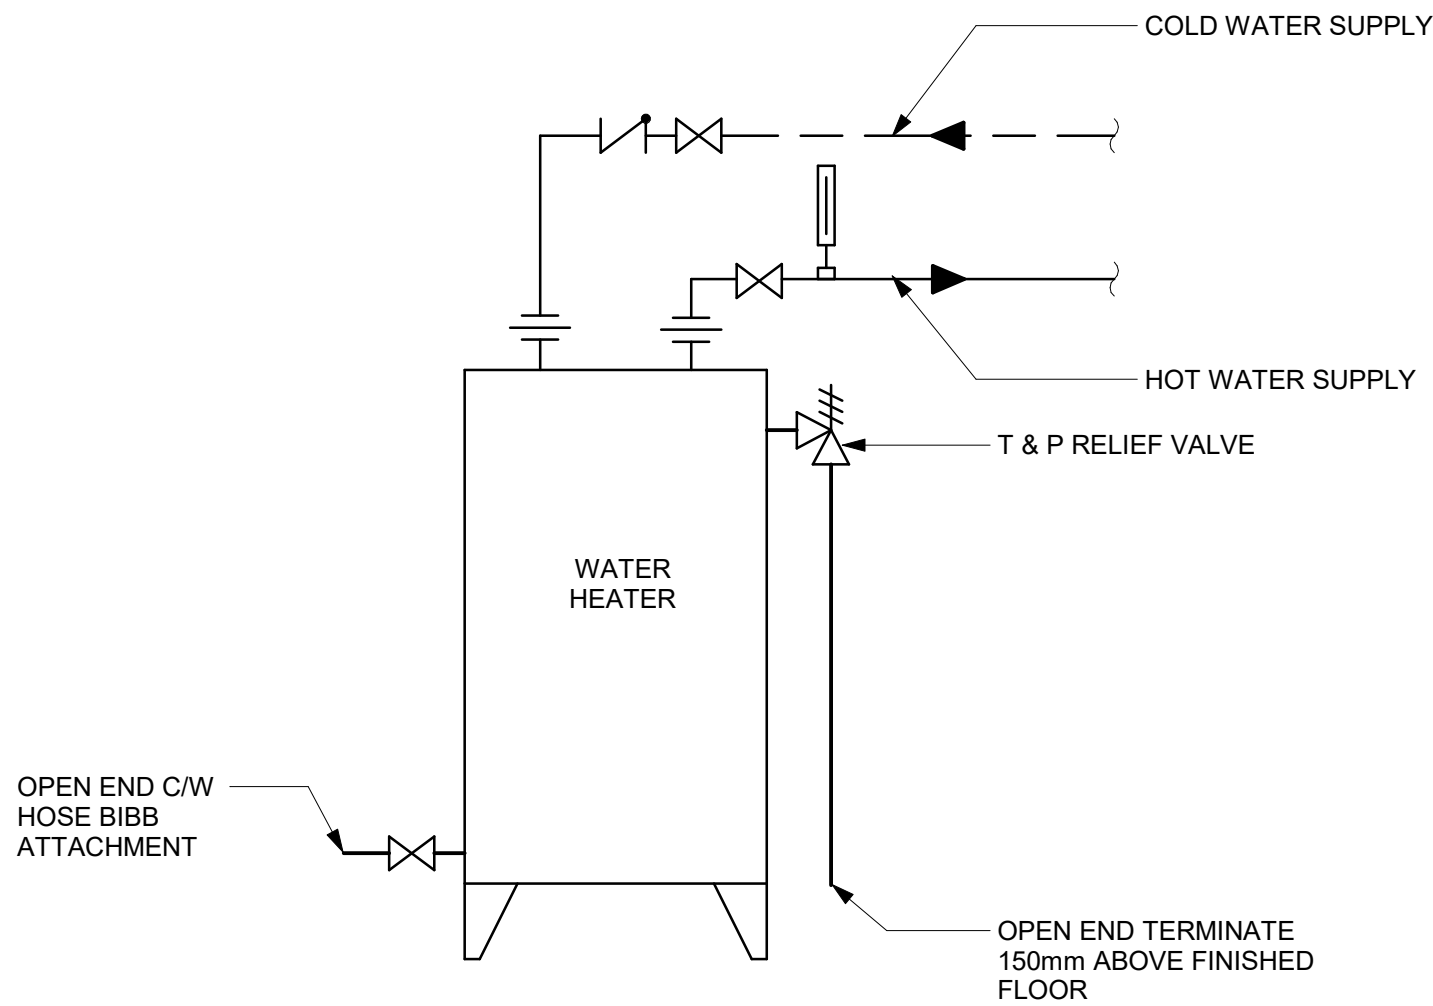 COLD WATER SUPPLY
HOT WATER SUPPLY
T & P RELIEF VALVE
WATER
HEATER
OPEN END C/W
HOSE BIBB
ATTACHMENT
OPEN END TERMINATE
150mm ABOVE FINISHED
FLOOR